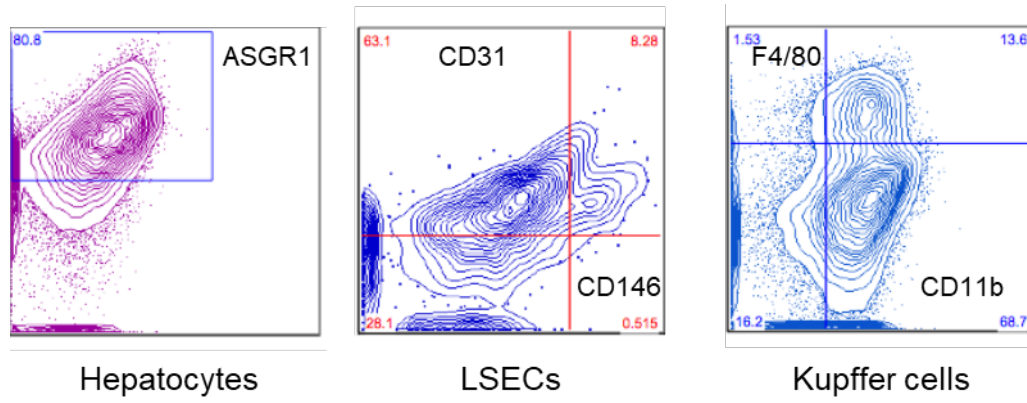 80.8
ASGR1
63.1
CD31
8.28
CD146
28.1
0.515
1.53
F4/80
13.6
CD11b
16.2
68.7
Hepatocytes
LSECs
Kupffer cells